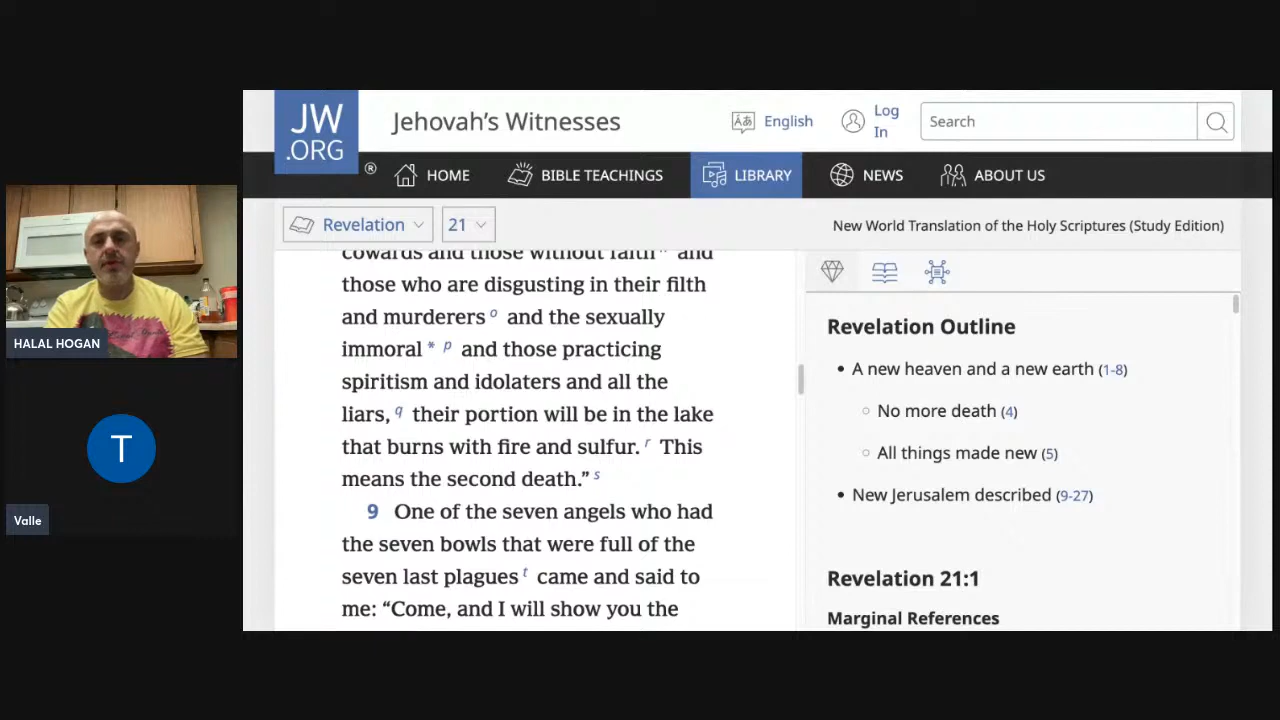 JW
.ORG
®
Jehovah's Witnesses
English
Log
In
Search
HOME
BIBLE TEACHINGS
LIBRARY
NEWS
ABOUT US
Revelation
21
New World Translation of the Holy Scriptures (Study Edition)
cowards and those without faith * and
those who are disgusting in their filth
and murderers o and the sexually
immoral * p and those practicing
spiritism and idolaters and all the
liars, q their portion will be in the lake
that burns with fire and sulfur. r This
means the second death.” s
9 One of the seven angels who had
the seven bowls that were full of the
seven last plagues t came and said to
me: “Come, and I will show you the
Revelation Outline
• A new heaven and a new earth (1-8)
○ No more death (4)
○ All things made new (5)
• New Jerusalem described (9-27)
Revelation 21:1
Marginal References
HALAL HOGAN
T
Valle